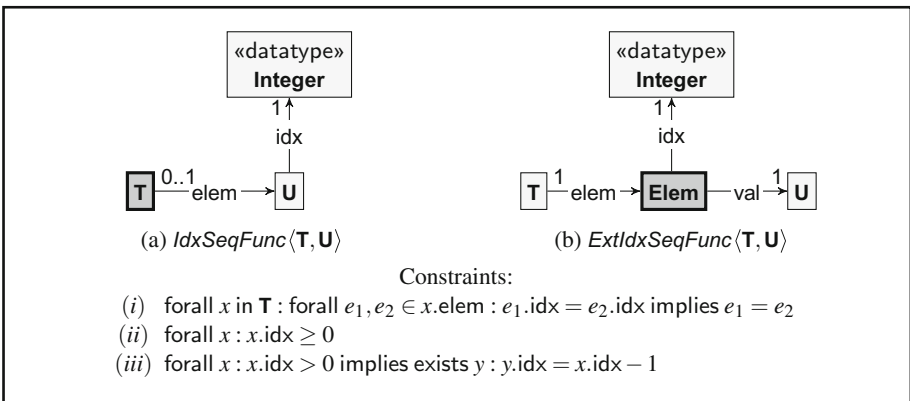 «datatype»
Integer
1
idx
T
0..1
elem
U
(a) IdxSeqFunc⟨T, U⟩
«datatype»
Integer
1
idx
T
1
elem
Elem
val
1
U
(b) ExtIdxSeqFunc⟨T, U⟩
Constraints:
(i) forall x in T : forall e₁, e₂ ∈ x.elem : e₁.idx = e₂.idx implies e₁ = e₂
(ii) forall x : x.idx ≥ 0
(iii) forall x : x.idx > 0 implies exists y : y.idx = x.idx − 1